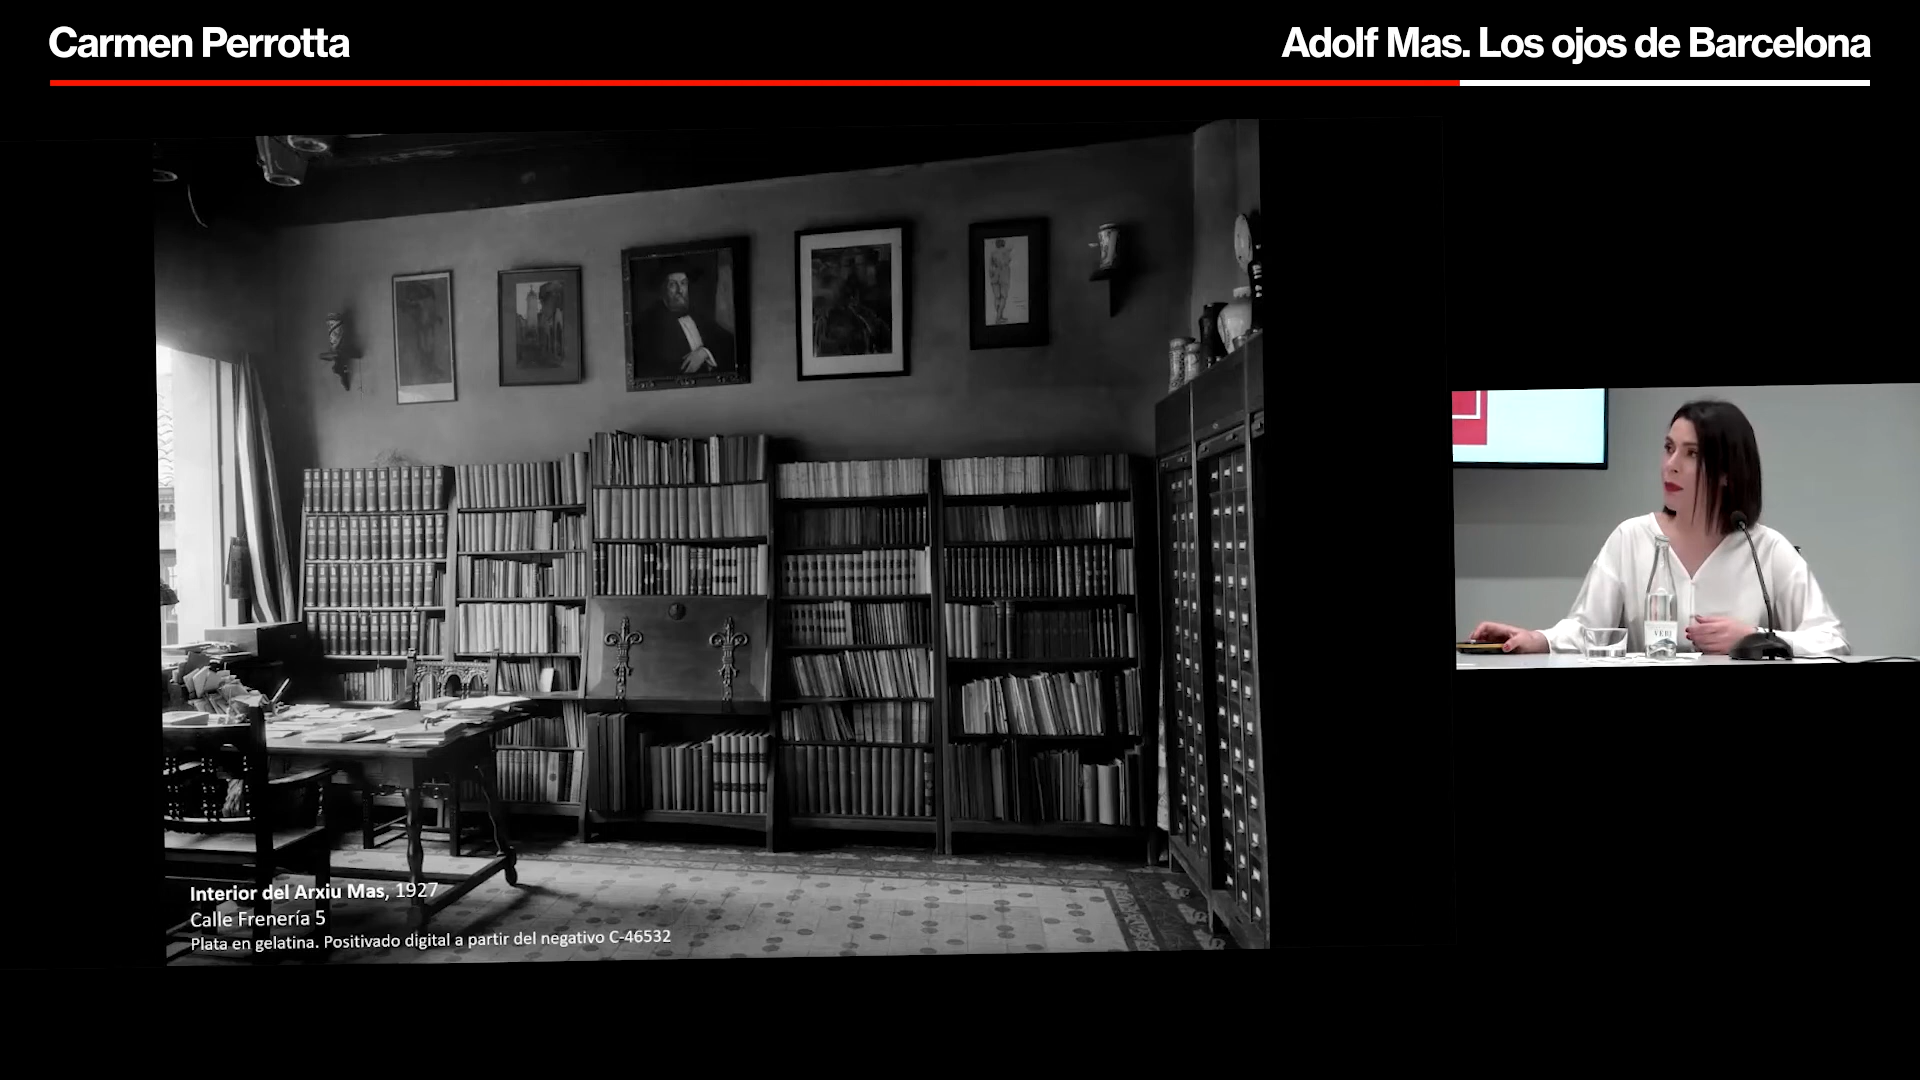 Carmen Perrotta
Adolf Mas. Los ojos de Barcelona
Interior del Arxiu Mas, 1927
Calle Frenería 5
Plata en gelatina. Positivado digital a partir del negativo C-46532
VERI